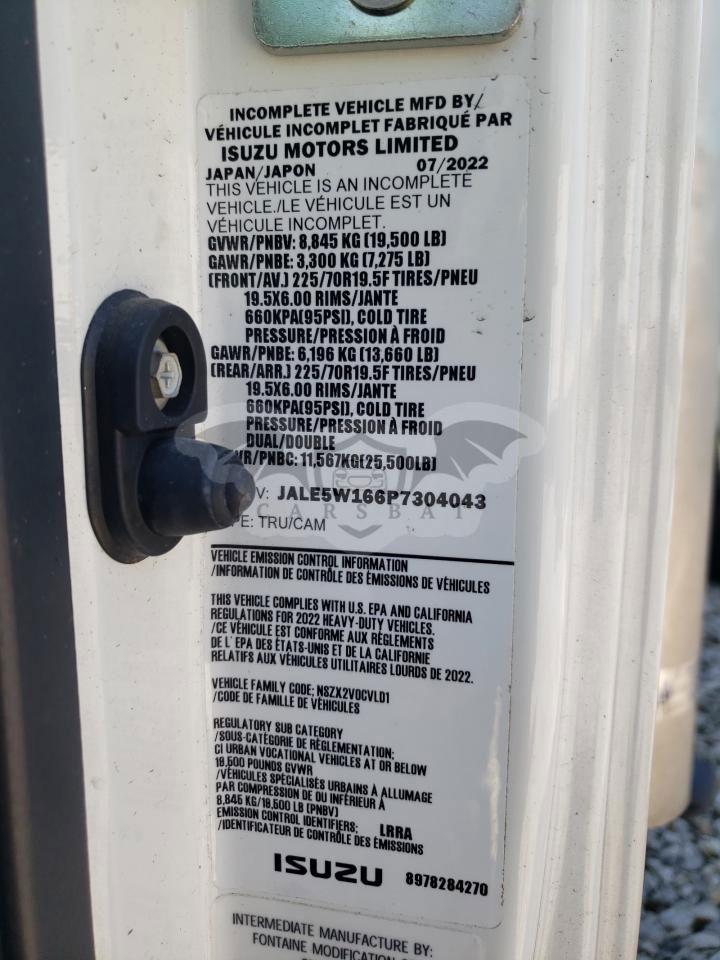 INCOMPLETE VEHICLE MFD BY/
VÉHICULE INCOMPLET FABRIQUÉ PAR
ISUZU MOTORS LIMITED
JAPAN/JAPON 07/2022
THIS VEHICLE IS AN INCOMPLETE
VEHICLE./LE VÉHICULE EST UN
VÉHICULE INCOMPLET.
GVWR/PNBV: 8,845 KG (19,500 LB)
GAWR/PNBE: 3,300 KG (7,275 LB)
(FRONT/AV.) 225/70R19.5F TIRES/PNEU
19.5X6.00 RIMS/JANTE
660KPA(95PSI), COLD TIRE
PRESSURE/PRESSION À FROID
GAWR/PNBE: 6,196 KG (13,660 LB)
(REAR/ARR.) 225/70R19.5F TIRES/PNEU
19.5X6.00 RIMS/JANTE
660KPA(95PSI), COLD TIRE
PRESSURE/PRESSION À FROID
DUAL/DOUBLE
/PNBC: 11,567KG(25,500LB)
V: JALE5W166P7304043
CARSBAT
PE: TRU/CAM
VEHICLE EMISSION CONTROL INFORMATION
/INFORMATION DE CONTRÔLE DES ÉMISSIONS DE VÉHICULES
THIS VEHICLE COMPLIES WITH U.S. EPA AND CALIFORNIA
REGULATIONS FOR 2022 HEAVY-DUTY VEHICLES.
/CE VÉHICULE EST CONFORME AUX RÈGLEMENTS
DE L' EPA DES ÉTATS-UNIS ET DE LA CALIFORNIE
RELATIFS AUX VÉHICULES UTILITAIRES LOURDS DE 2022.
VEHICLE FAMILY CODE; NSZX2VOCVLD1
/CODE DE FAMILLE DE VÉHICULES
REGULATORY SUB CATEGORY
/SOUS-CATÉGORIE DE RÈGLEMENTATION;
CI URBAN VOCATIONAL VEHICLES AT OR BELOW
19,500 POUNDS GVWR
/VÉHICULES SPÉCIALISÉS URBAINS À ALLUMAGE
PAR COMPRESSION DE OU INFÉRIEUR À
8,845 KG/19,500 LB (PNBV)
EMISSION CONTROL IDENTIFIERS; LRRA
/IDENTIFICATEUR DE CONTRÔLE DES ÉMISSIONS
ISUZU 8978284270
INTERMEDIATE MANUFACTURE BY:
FONTAINE MODIFICATION